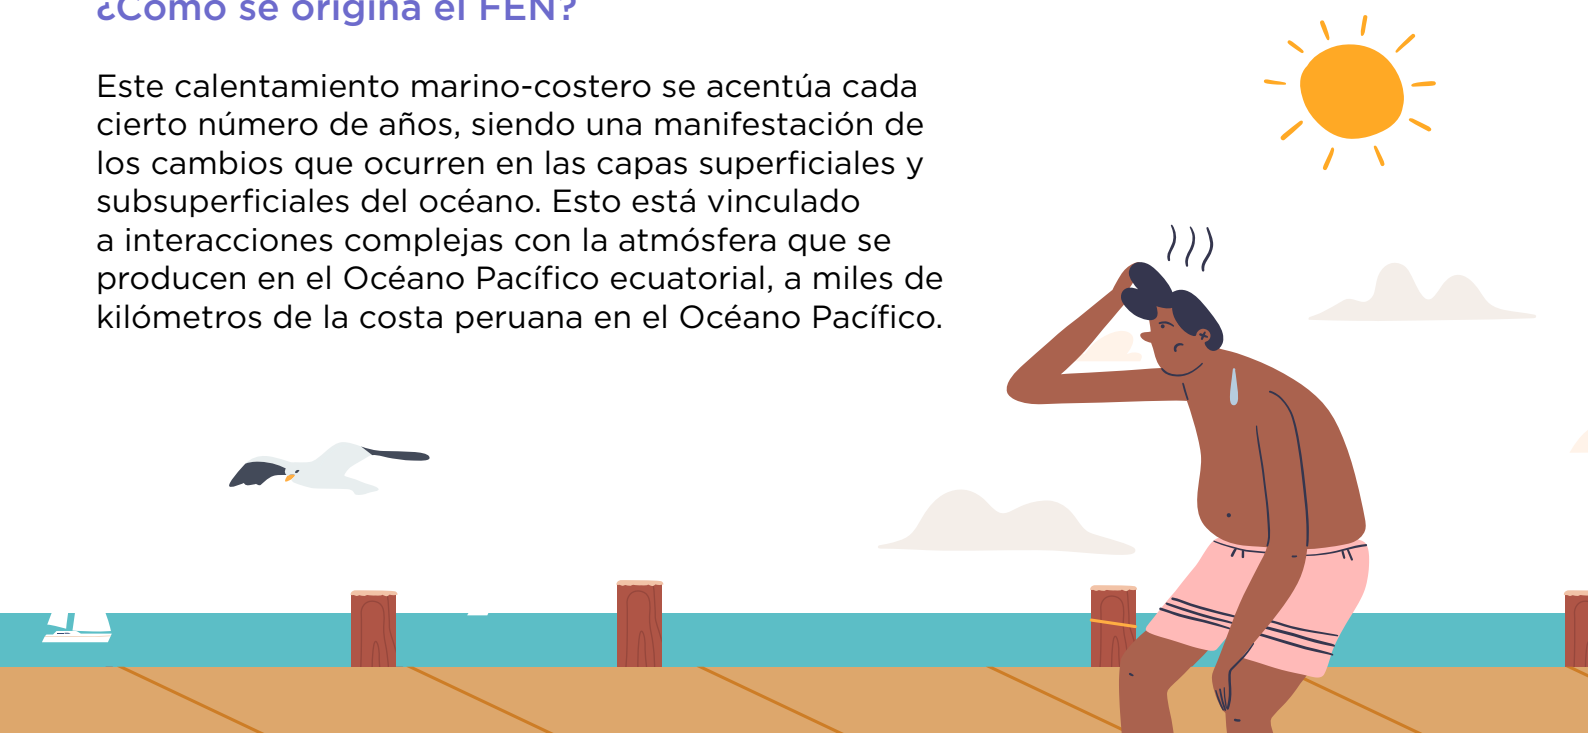 ¿Cómo se origina el FEN?
Este calentamiento marino-costero se acentúa cada
cierto número de años, siendo una manifestación de
los cambios que ocurren en las capas superficiales y
subsuperficiales del océano. Esto está vinculado
a interacciones complejas con la atmósfera que se
producen en el Océano Pacífico ecuatorial, a miles de
kilómetros de la costa peruana en el Océano Pacífico.